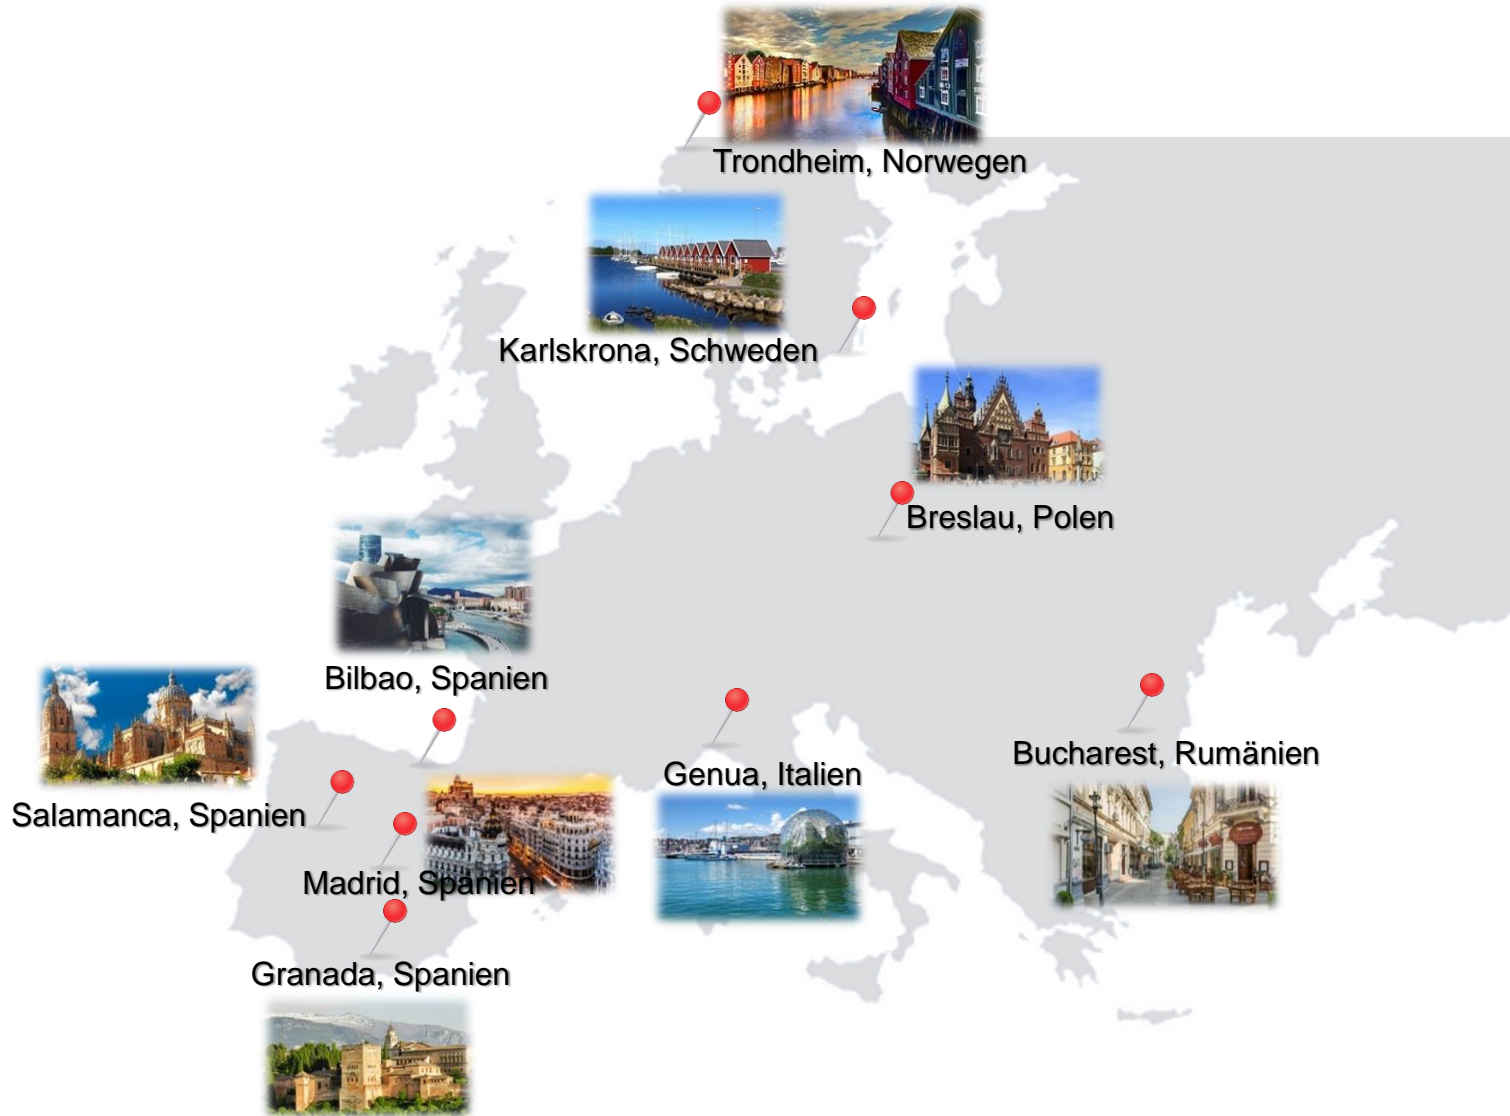 Trondheim, Norwegen
Karlskrona, Schweden
Breslau, Polen
Bilbao, Spanien
Bucharest, Rumänien
Genua, Italien
Salamanca, Spanien
Madrid, Spanien
Granada, Spanien